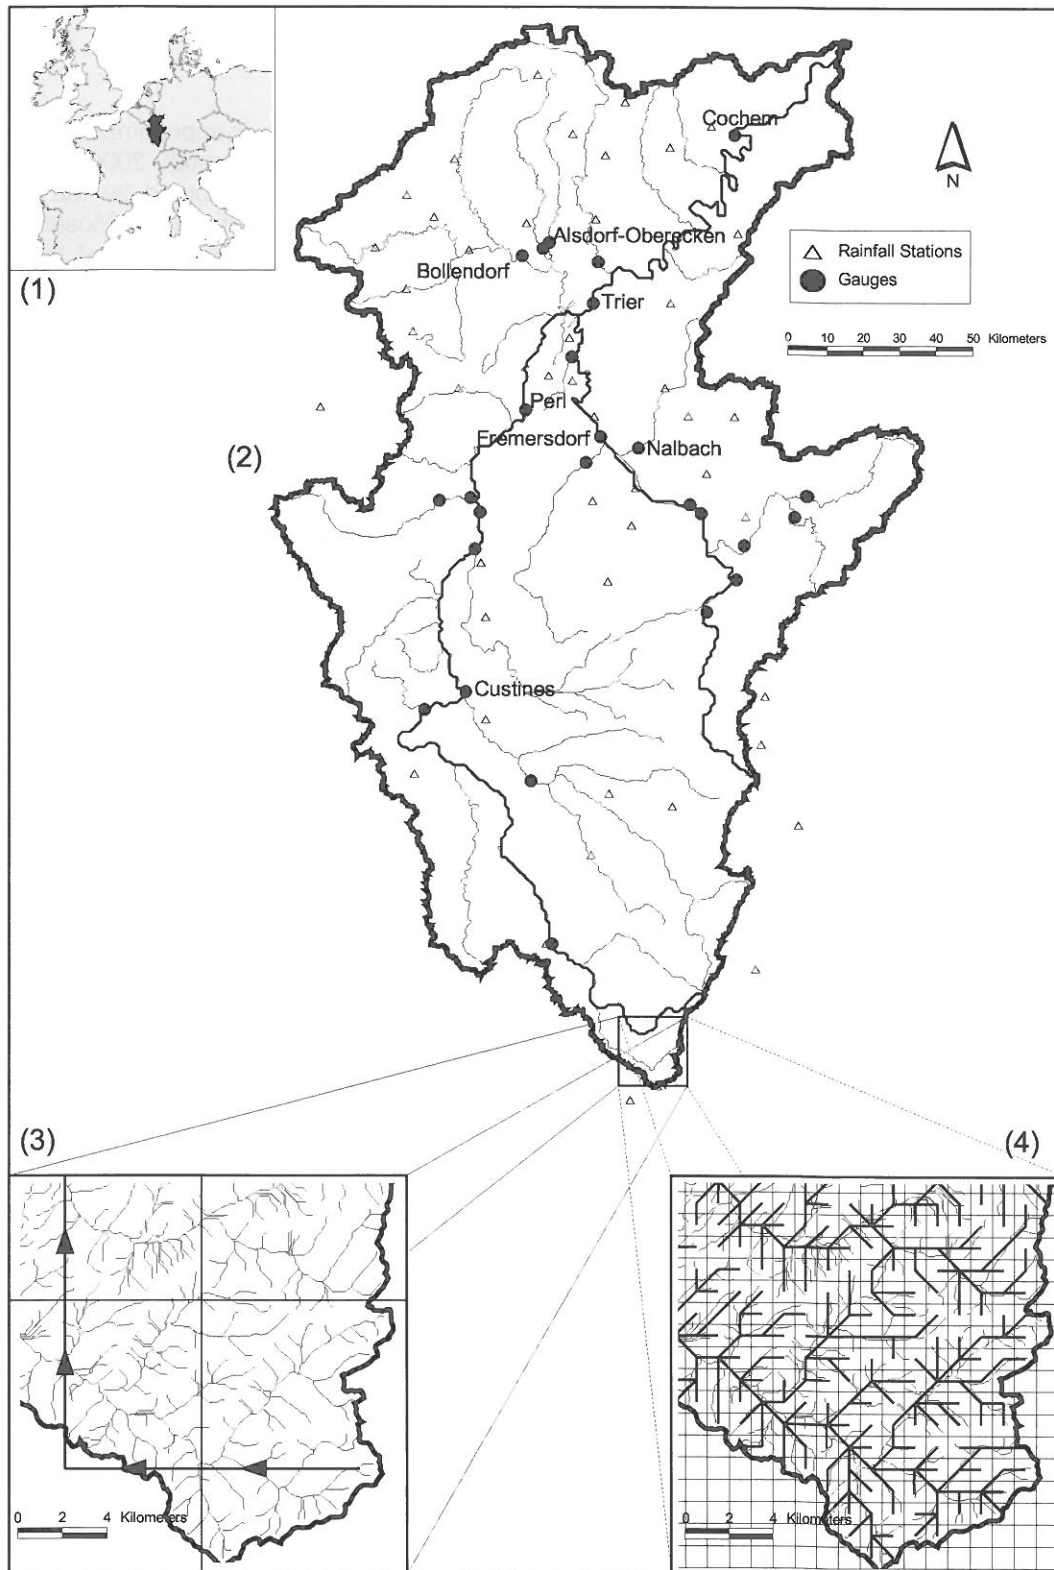 (1)
Cochem
N
Rainfall Stations
Gauges
0 10 20 30 40 50 Kilometers
Alsdorf-Oberecken
Bollendorf
Trier
Perl
Fremersdorf
Nalbach
(2)
Custines
(3)
(4)
0 2 4 Kilometers
0 2 4 Kilometers